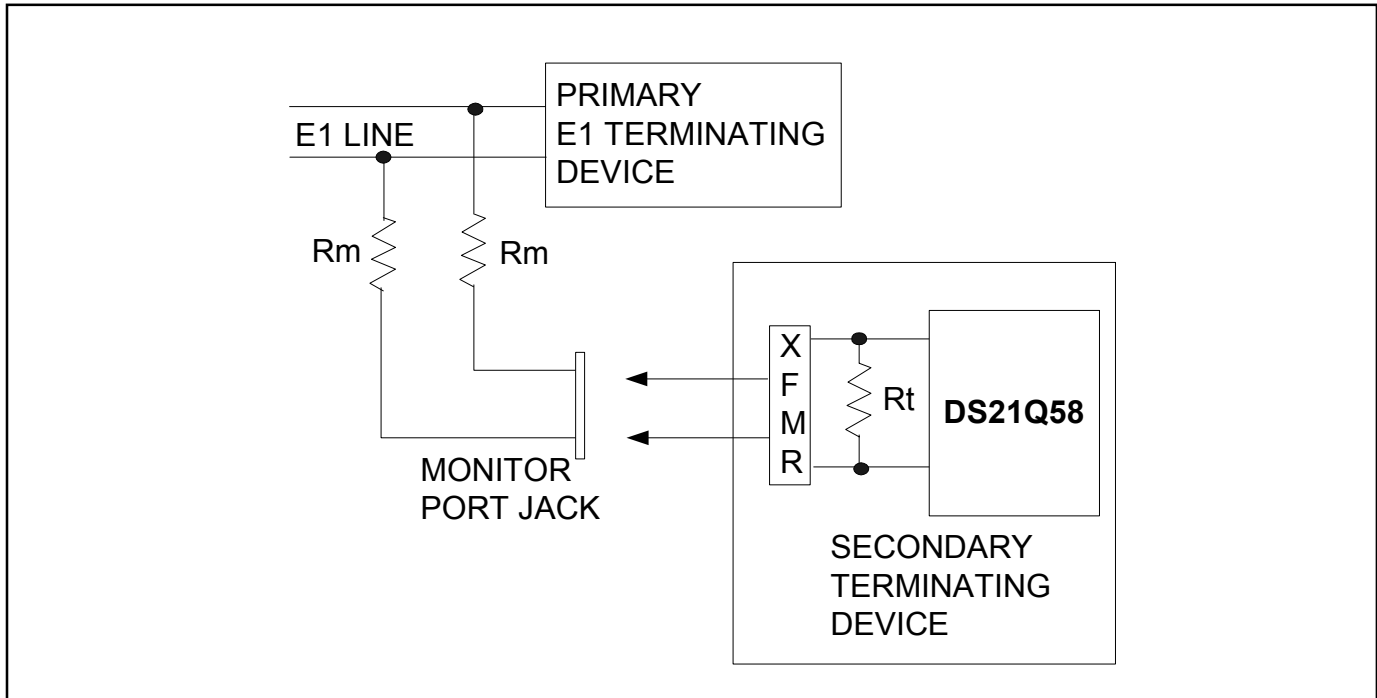 PRIMARY
E1 TERMINATING
DEVICE
E1 LINE
Rm
Rm
MONITOR
PORT JACK
X
F
M
R
Rt
DS21Q58
SECONDARY
TERMINATING
DEVICE